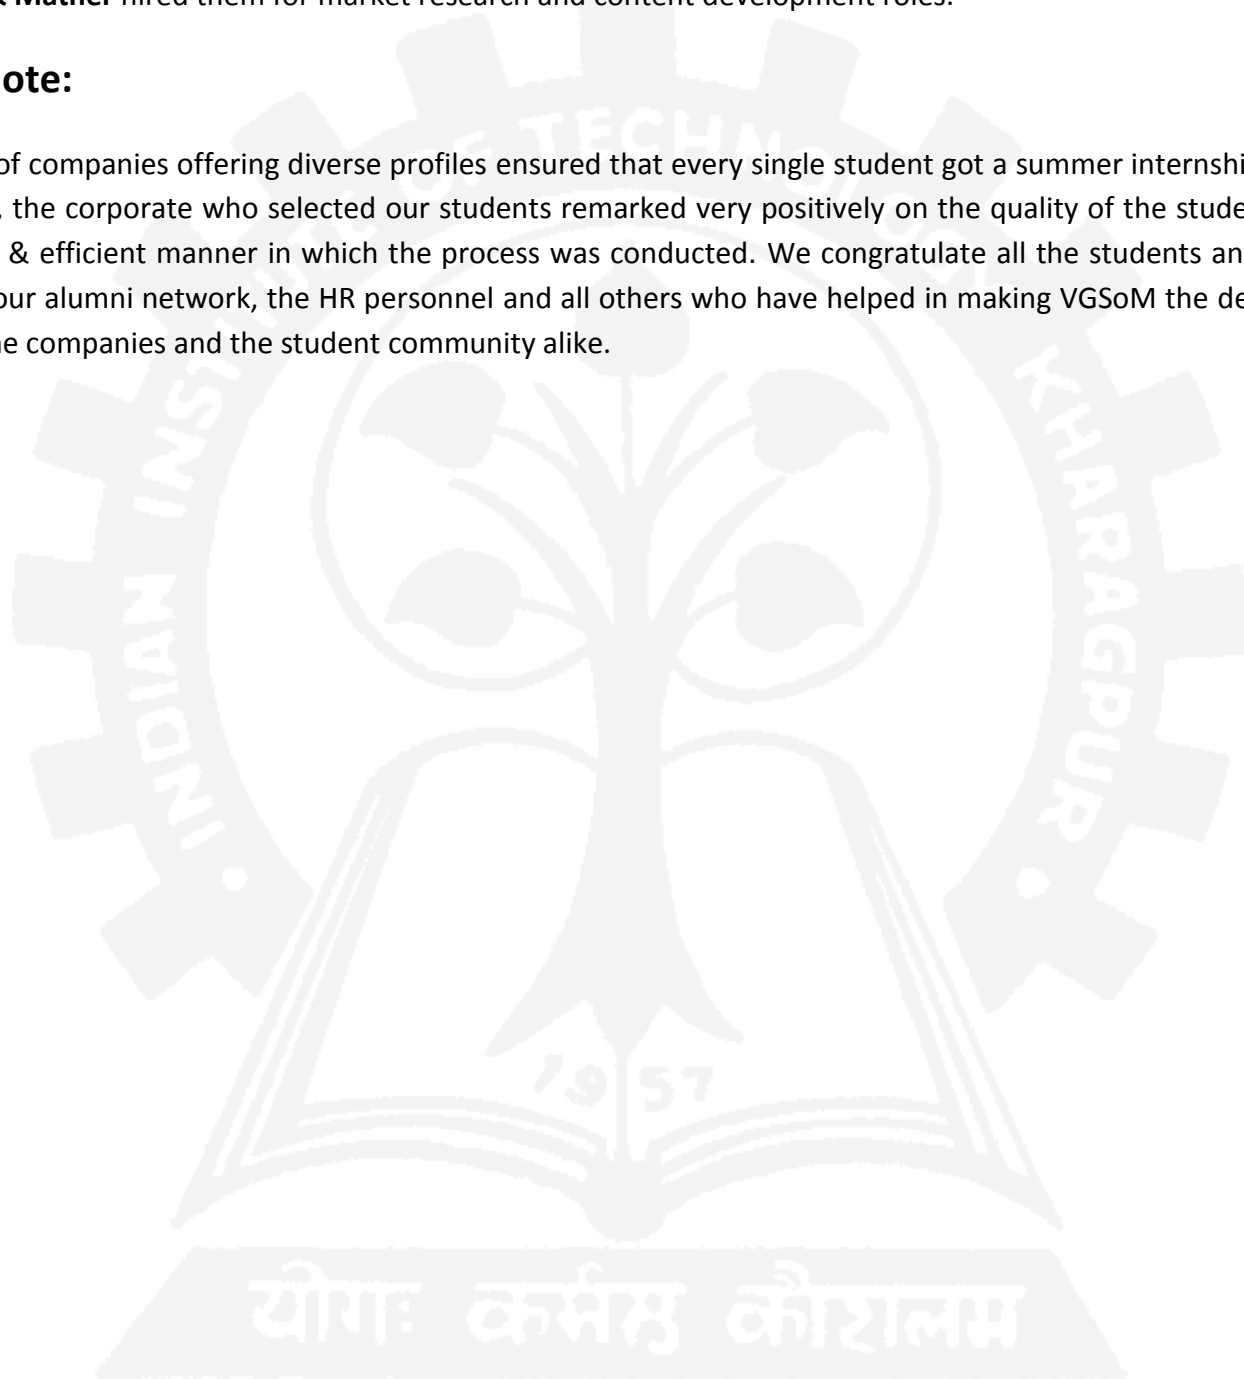 & Mather hired them for market research and content development roles.
ote:
of companies offering diverse profiles ensured that every single student got a summer internshi
, the corporate who selected our students remarked very positively on the quality of the stude
& efficient manner in which the process was conducted. We congratulate all the students an
our alumni network, the HR personnel and all others who have helped in making VGSoM the de
he companies and the student community alike.
INDIAN INSTITUTE OF TECHNOLOGY KHARAGPUR
19 57
योगः कर्मसु कौशलम